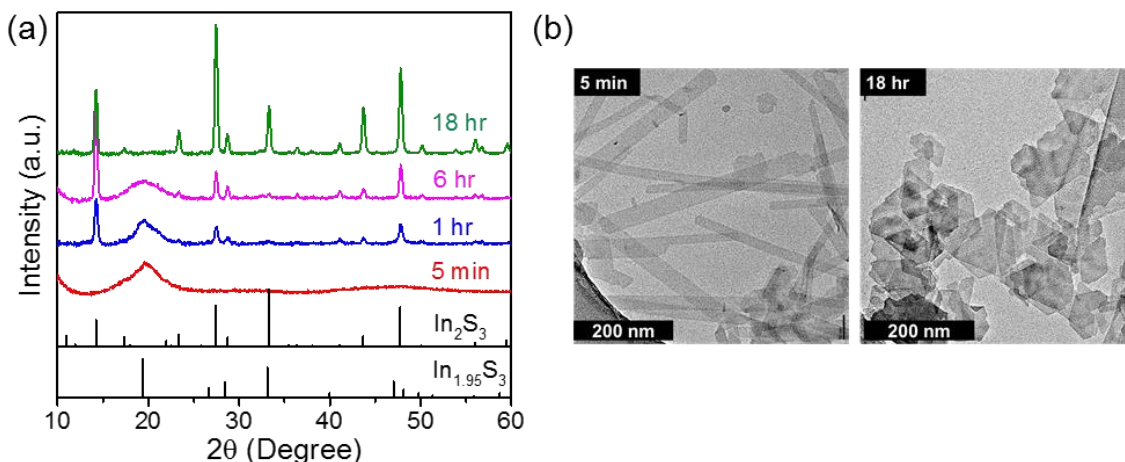 (a)
Intensity (a.u.)
18 hr
6 hr
1 hr
5 min
In₂S₃
In₁.₉₅S₃
10 20 30 40 50 60
2θ (Degree)
(b)
5 min
200 nm
18 hr
200 nm